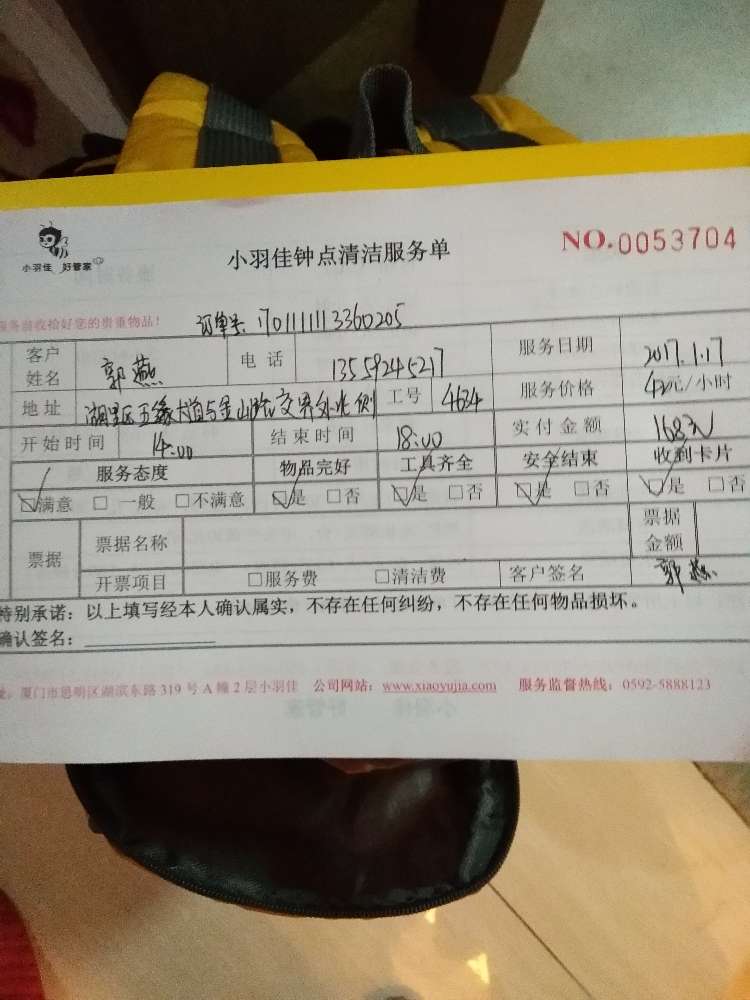 小羽佳 好管家
小羽佳钟点清洁服务单
NO.0053704
服务前收拾好您的贵重物品!
订单号:
客户姓名 郭燕 电话 13559245217 服务日期 2017.1.17
地址 湖里区五缘大道与金山路交界处北侧 工号 4634 服务价格 42元/小时
开始时间 14:00 结束时间 18:00 实付金额 168元
服务态度 物品完好 工具齐全 安全结束 收到卡片
☑满意 □一般 □不满意 ☑是 □否 ☑是 □否 ☑是 □否 ☑是 □否
票据 票据名称 票据金额
开票项目 □服务费 □清洁费 客户签名 郭燕
特别承诺:以上填写经本人确认属实,不存在任何纠纷,不存在任何物品损坏。
确认签名:
厦门市思明区湖滨东路 319 号 A 幢 2 层小羽佳 公司网站:www.xiaoyujia.com 服务监督热线:0592-5888123